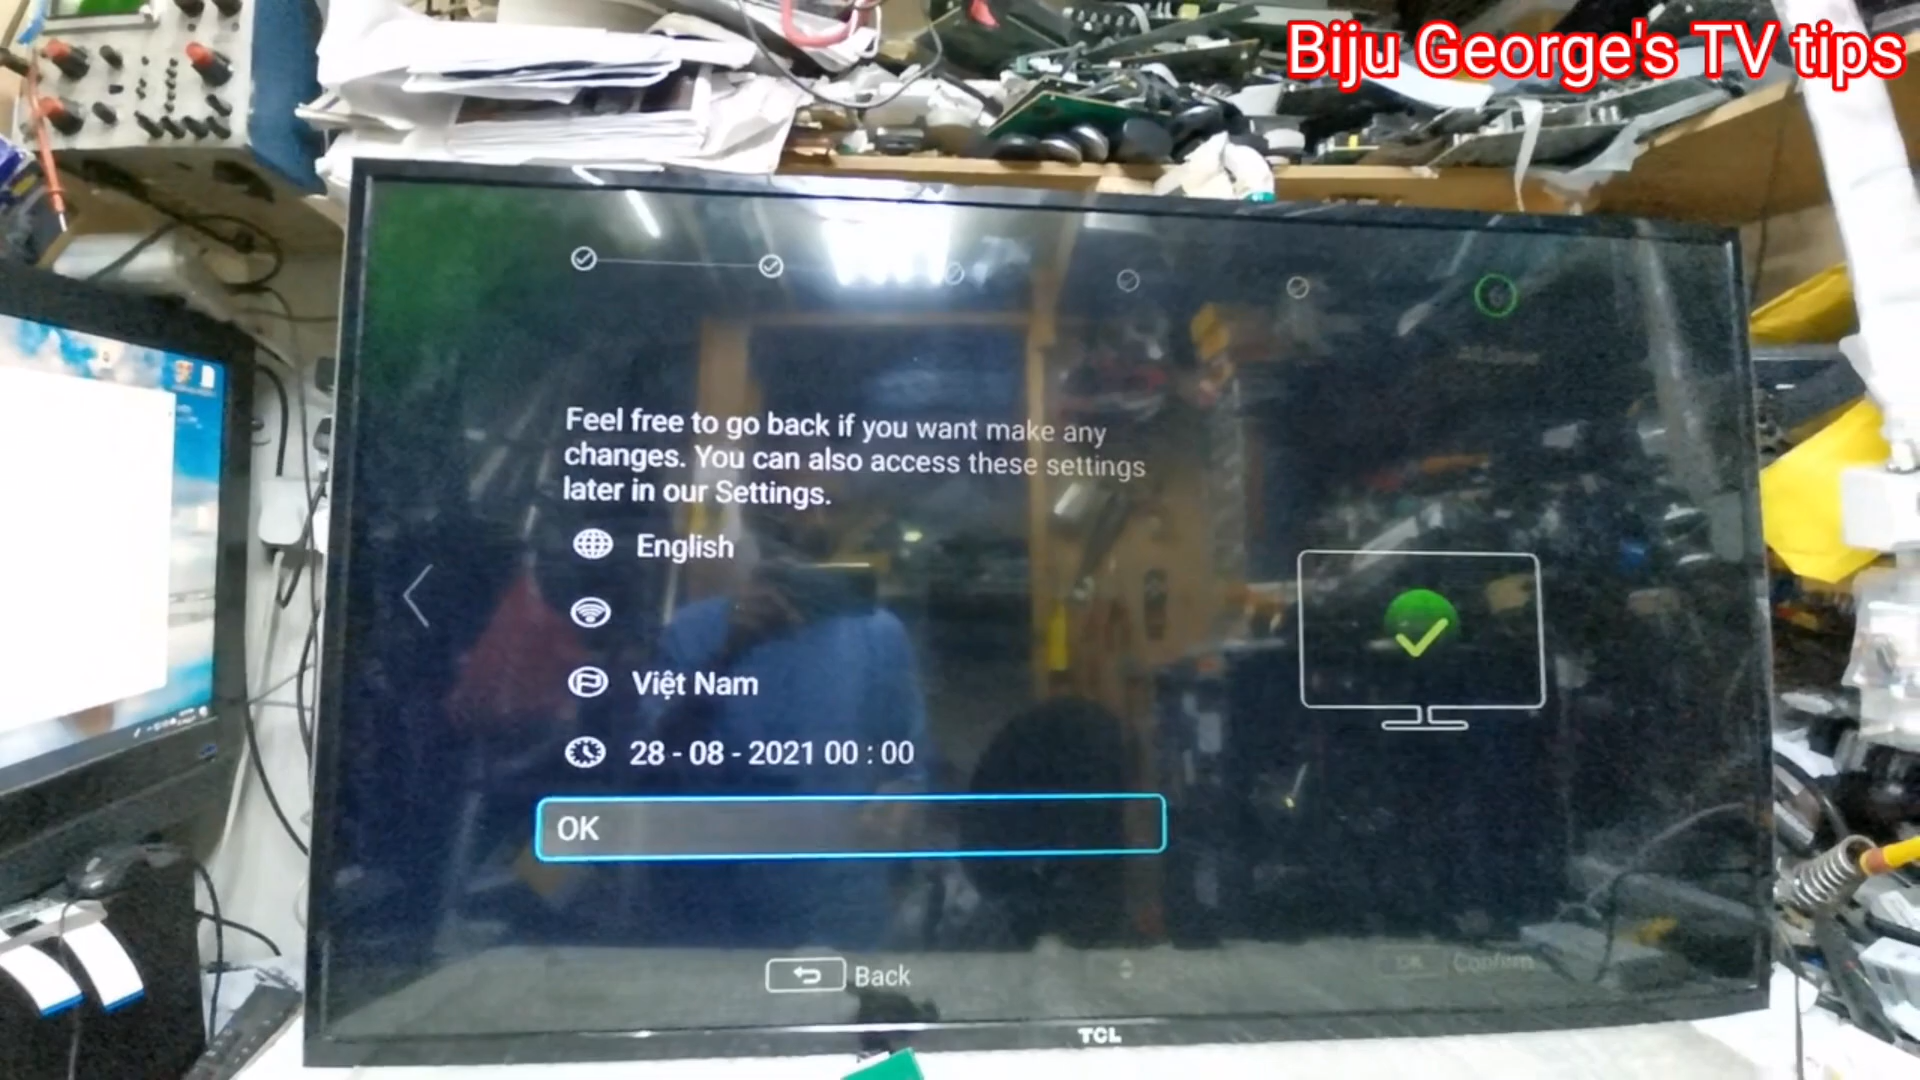 Biju George's TV tips
Feel free to go back if you want make any
changes. You can also access these settings
later in our Settings.
English
Việt Nam
28 - 08 - 2021 00 : 00
OK
Back
OK Confirm
TCL